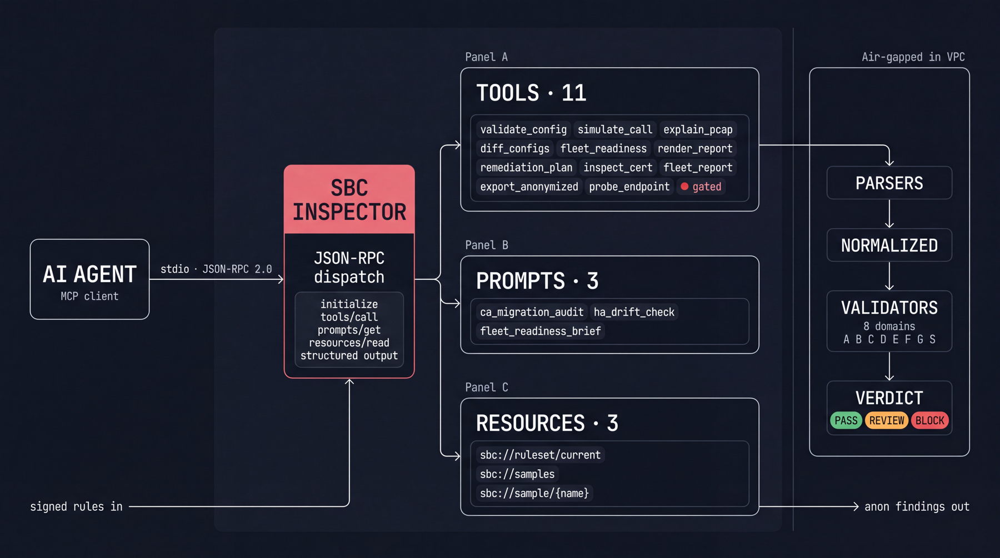 AI AGENT
MCP client
stdio · JSON-RPC 2.0
signed rules in
SBC
INSPECTOR
JSON-RPC
dispatch
initialize
tools/call
prompts/get
resources/read
structured output
Panel A
TOOLS · 11
validate_config simulate_call explain_pcap
diff_configs fleet_readiness render_report
remediation_plan inspect_cert fleet_report
export_anonymized probe_endpoint gated
Panel B
PROMPTS · 3
ca_migration_audit ha_drift_check
fleet_readiness_brief
Panel C
RESOURCES · 3
sbc://ruleset/current
sbc://samples
sbc://sample/{name}
Air-gapped in VPC
PARSERS
NORMALIZED
VALIDATORS
8 domains
A B C D E F G S
VERDICT
PASS REVIEW BLOCK
anon findings out